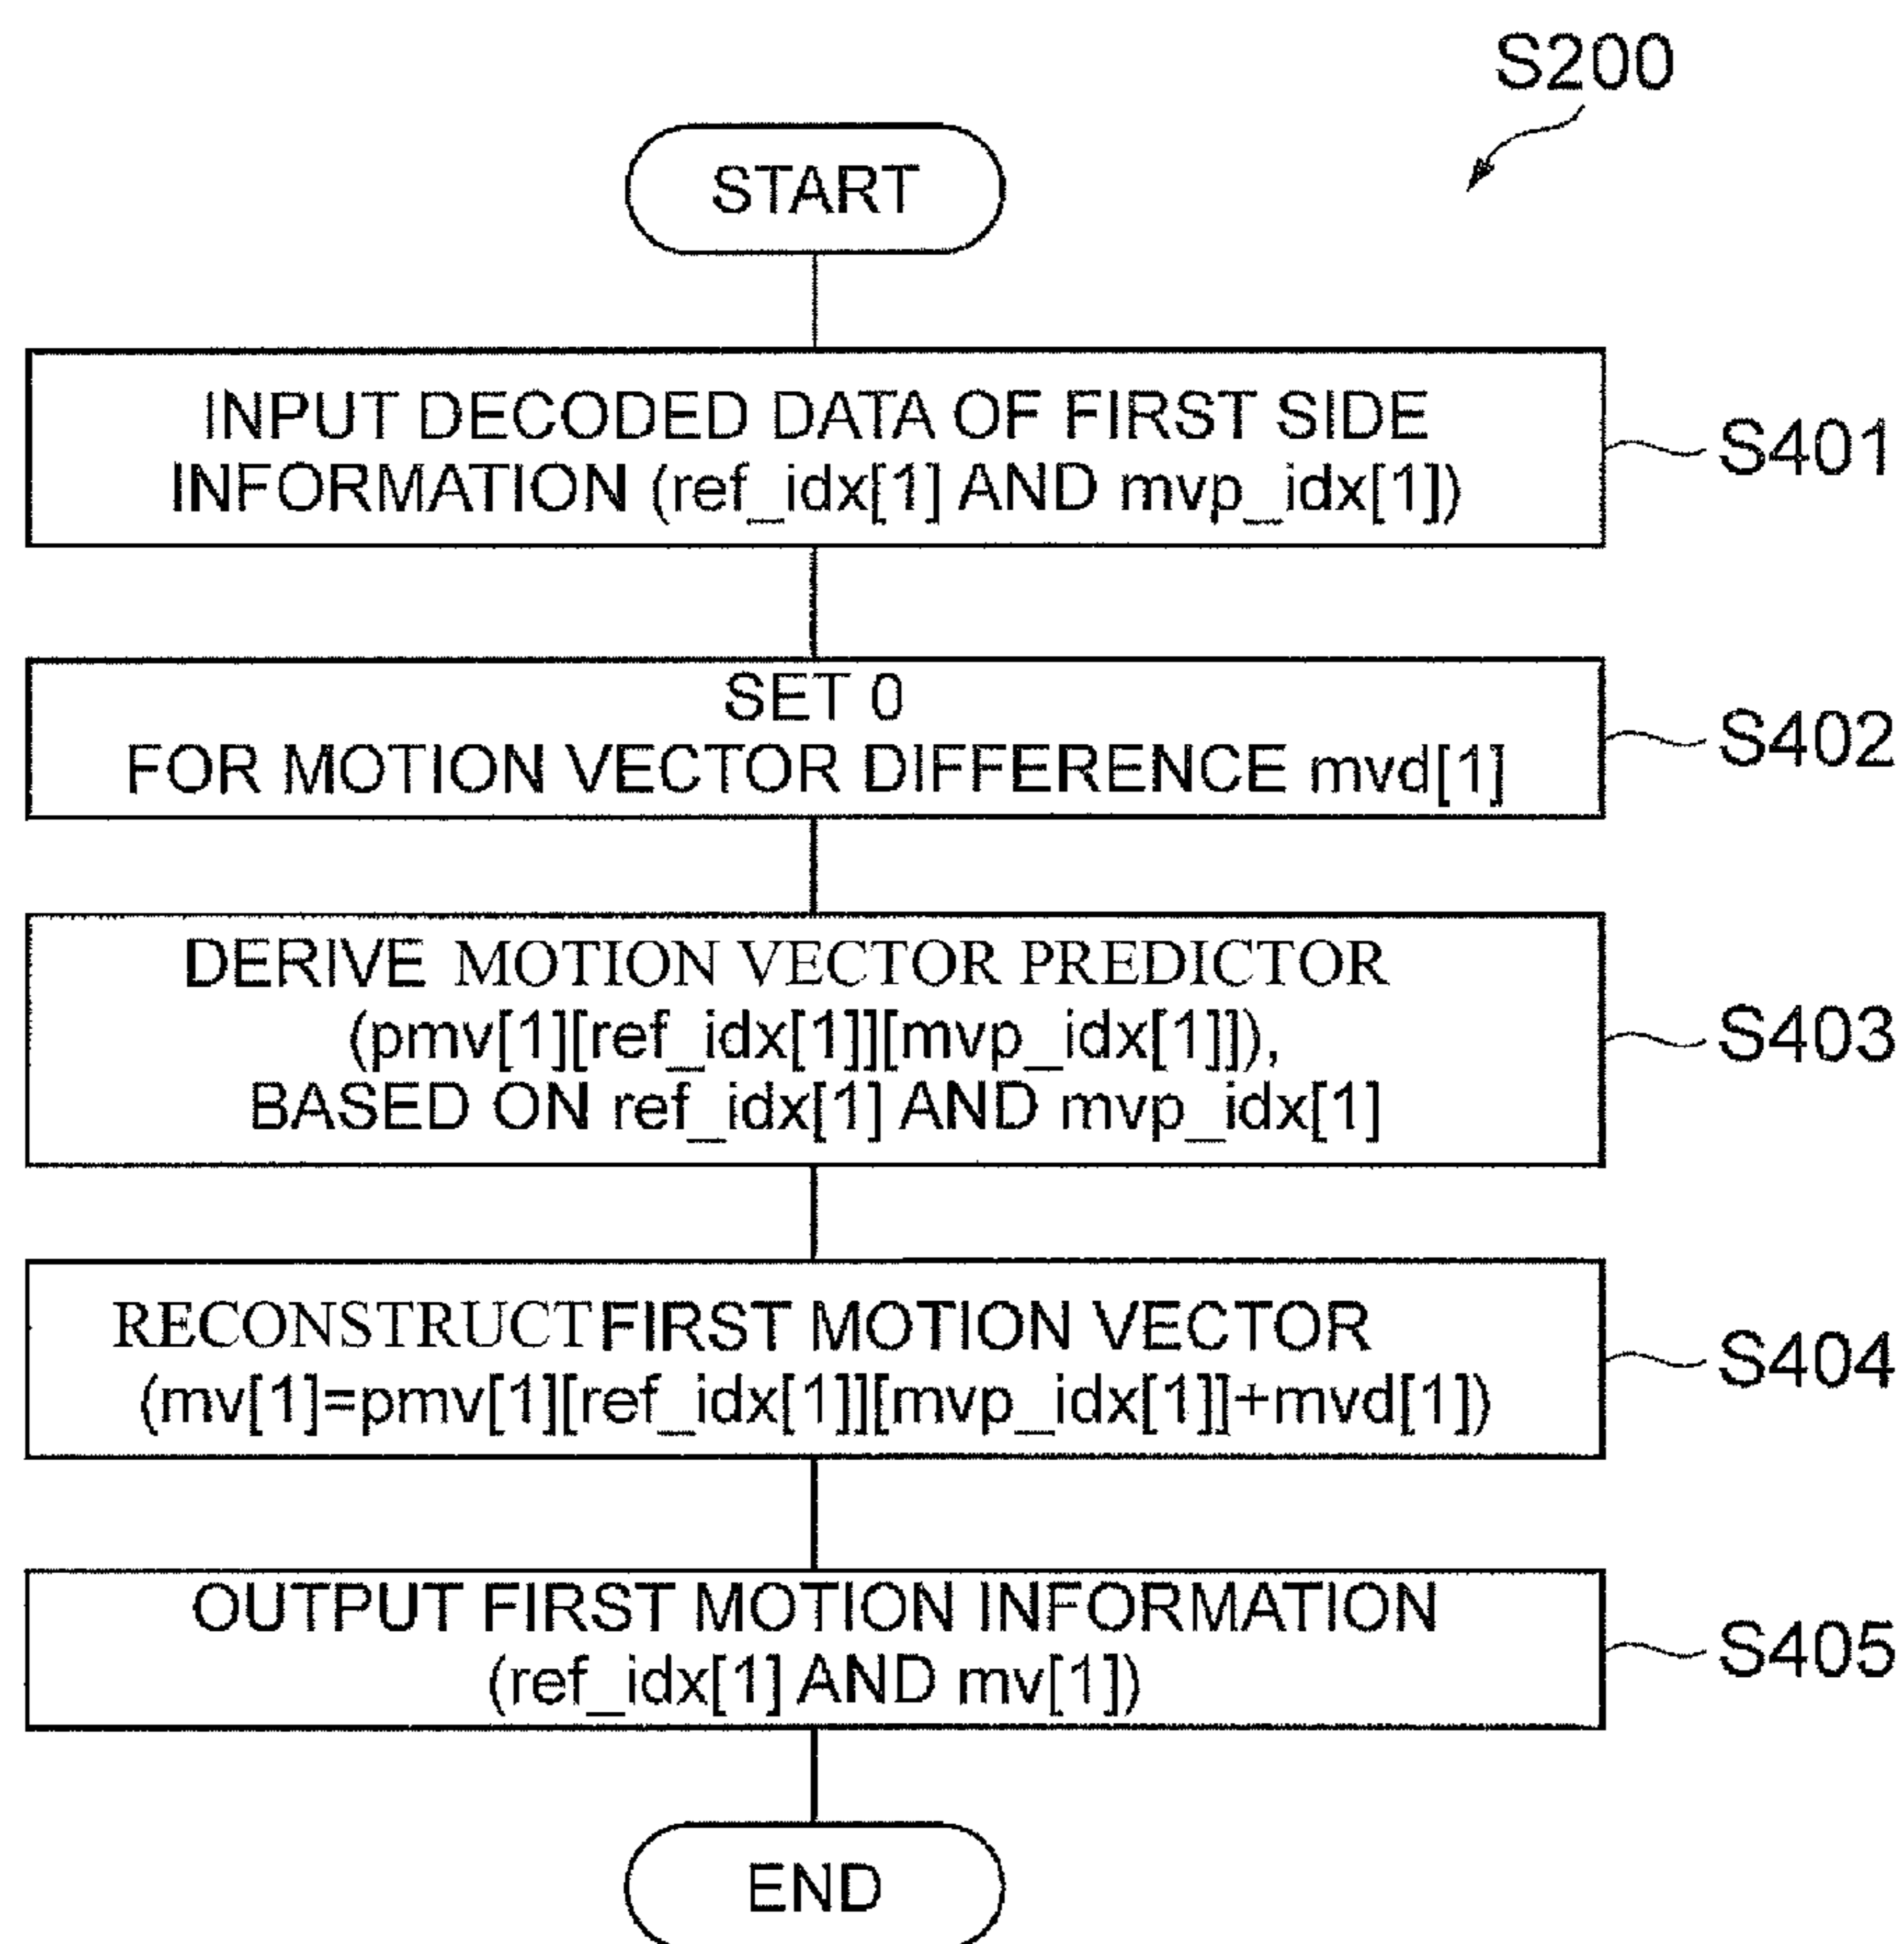 S200
START
INPUT DECODED DATA OF FIRST SIDE
INFORMATION (ref_idx[1] AND mvp_idx[1])
S401
SET 0
FOR MOTION VECTOR DIFFERENCE mvd[1]
S402
DERIVE MOTION VECTOR PREDICTOR
(pmv[1][ref_idx[1]][mvp_idx[1]]),
BASED ON ref_idx[1] AND mvp_idx[1]
S403
RECONSTRUCT FIRST MOTION VECTOR
(mv[1]=pmv[1][ref_idx[1]][mvp_idx[1]]+mvd[1])
S404
OUTPUT FIRST MOTION INFORMATION
(ref_idx[1] AND mv[1])
S405
END